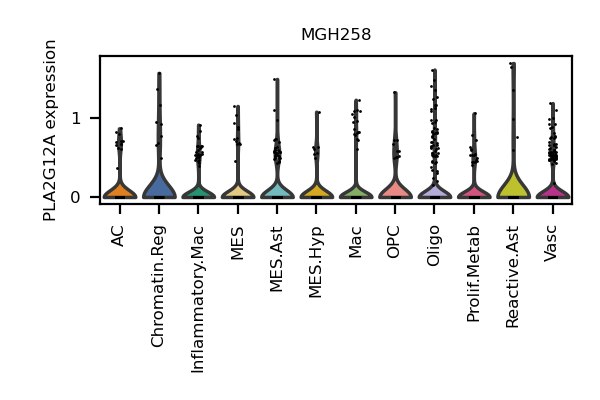 MGH258
PLA2G12A expression
1
0
AC
Chromatin.Reg
Inflammatory.Mac
MES
MES.Ast
MES.Hyp
Mac
OPC
Oligo
Prolif.Metab
Reactive.Ast
Vasc